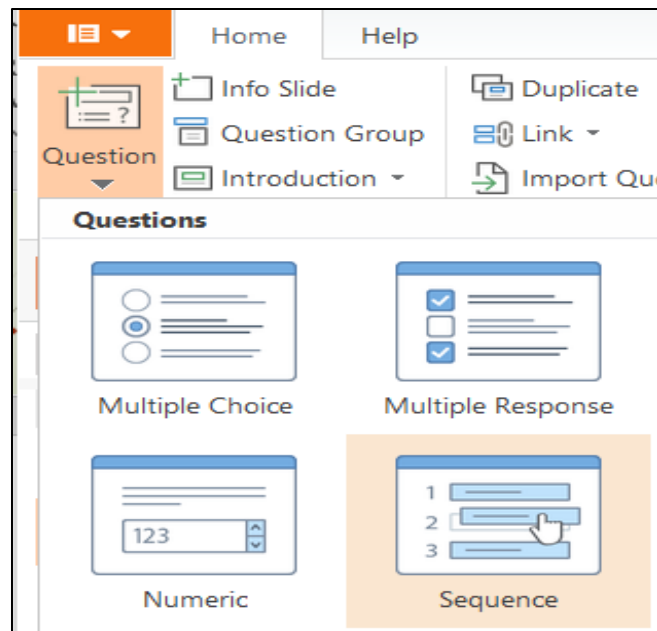 Home Help
Info Slide
Duplicate
Question Group
Link
Question
Introduction
Import Qu
Questions
?
Multiple Choice
Multiple Response
123
1
2
3
Numeric
Sequence